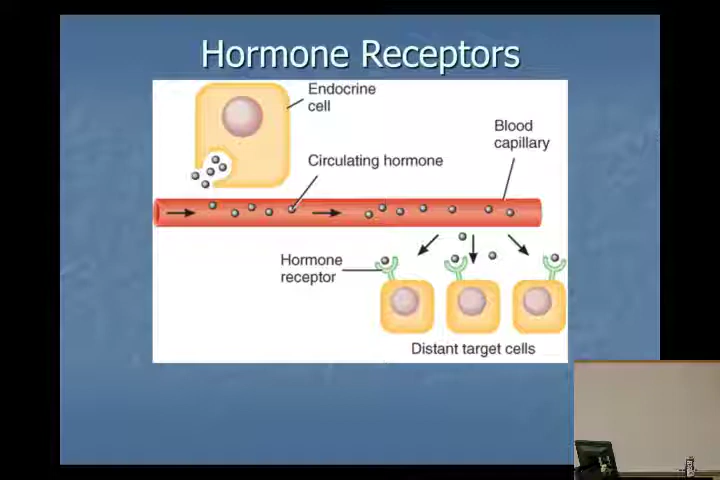 Hormone Receptors
Endocrine
cell
Blood
capillary
Circulating hormone
Hormone
receptor
Distant target cells